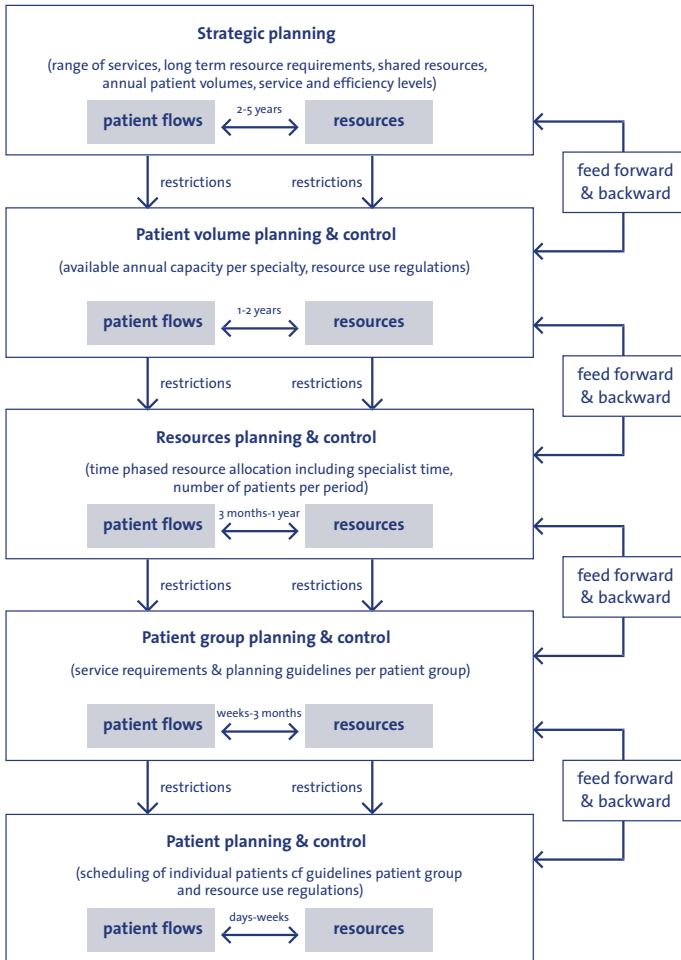 Strategic planning
(range of services, long term resource requirements, shared resources,
annual patient volumes, service and efficiency levels)
patient flows
2-5 years
resources
feed forward
& backward
restrictions
restrictions
Patient volume planning & control
(available annual capacity per specialty, resource use regulations)
patient flows
1-2 years
resources
feed forward
& backward
restrictions
restrictions
Resources planning & control
(time phased resource allocation including specialist time,
number of patients per period)
patient flows
3 months-1 year
resources
feed forward
& backward
restrictions
restrictions
Patient group planning & control
(service requirements & planning guidelines per patient group)
patient flows
weeks-3 months
resources
feed forward
& backward
restrictions
restrictions
Patient planning & control
(scheduling of individual patients cf guidelines patient group
and resource use regulations)
patient flows
days-weeks
resources